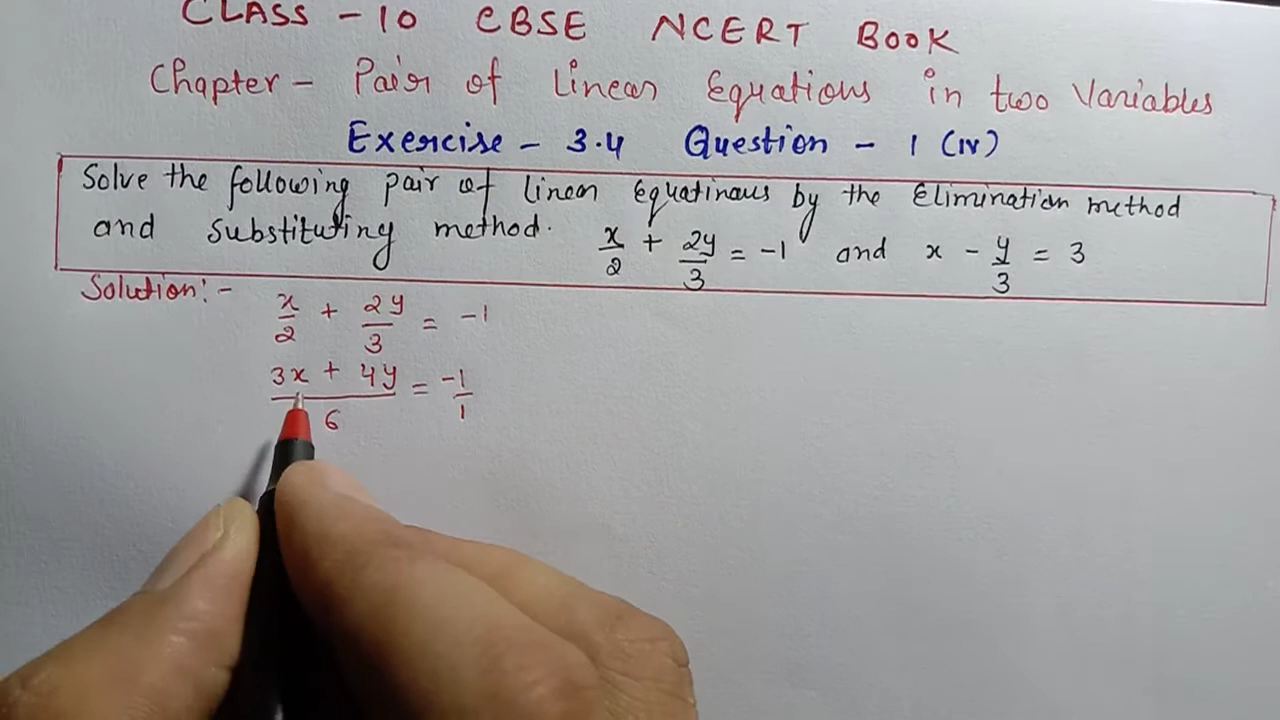 CLASS - 10 CBSE NCERT BOOK
Chapter - Pair of Linear Equations in two Variables
Exercise - 3.4 Question - 1 (iv)
Solve the following pair of linear Equatinous by the Elimination method
and substituting method. x/2 + 2y/3 = -1 and x - y/3 = 3
Solution:- x/2 + 2y/3 = -1
3x + 4y/6 = -1/1